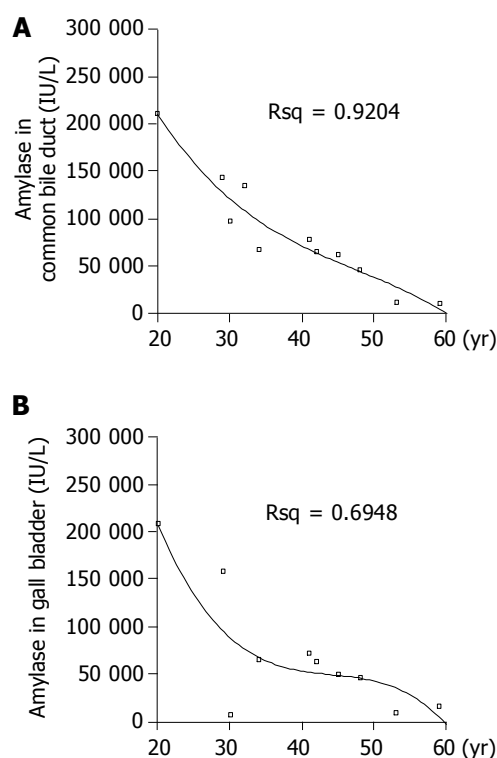 A
300 000
250 000
200 000
150 000
100 000
50 000
0
Amylase in
common bile duct (IU/L)
Rsq = 0.9204
20 30 40 50 60 (yr)
B
300 000
250 000
200 000
150 000
100 000
50 000
0
Amylase in gall bladder (IU/L)
Rsq = 0.6948
20 30 40 50 60 (yr)